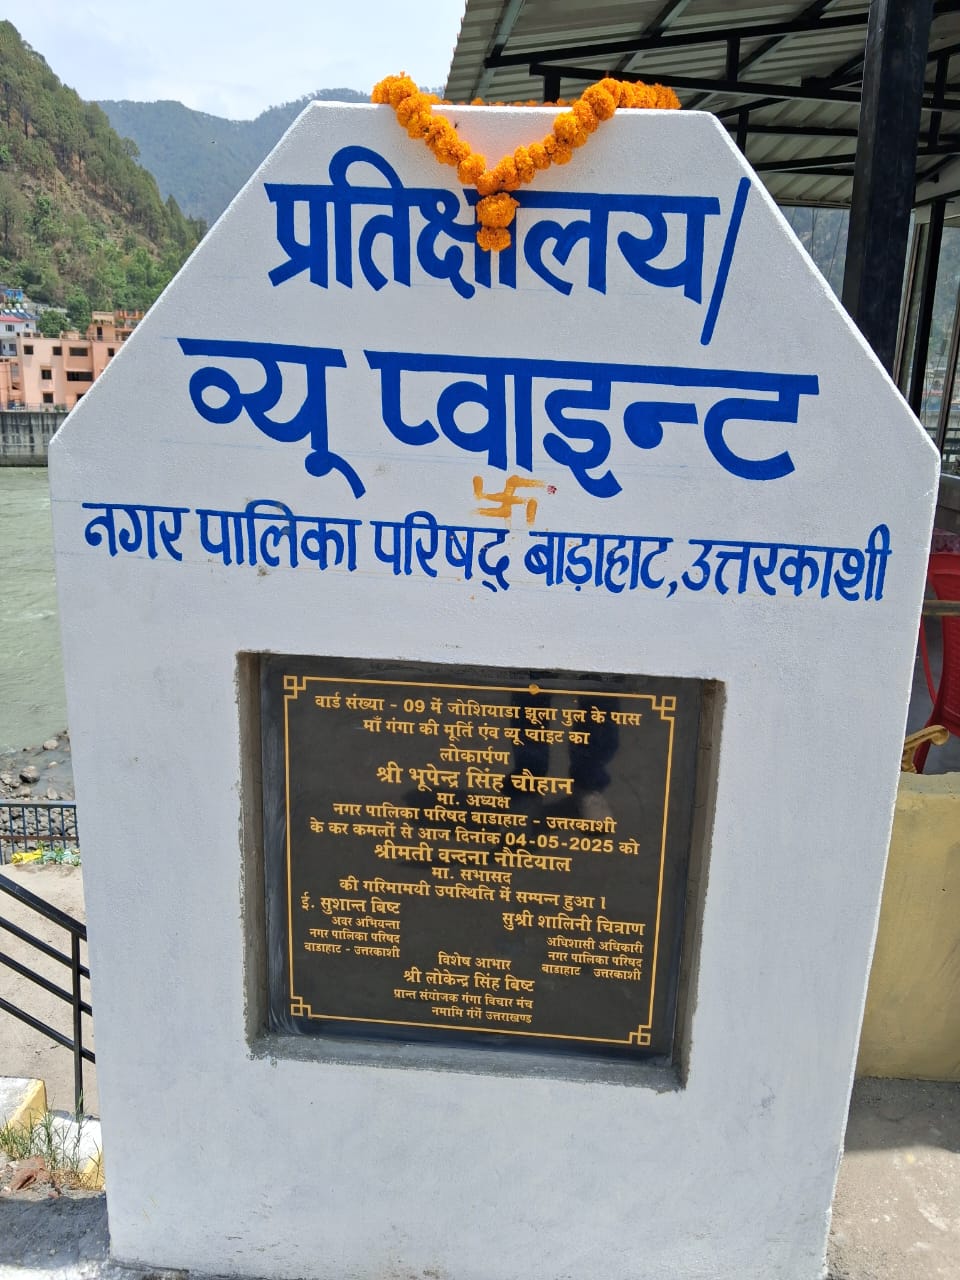 प्रतिक्षालय/
व्यू प्वाइन्ट
नगर पालिका परिषद् बाड़ाहाट,उत्तरकाशी
वार्ड संख्या - 09 में जोशियाडा झूला पुल के पास
माँ गंगा की मूर्ति एंव व्यू प्वांइट का
लोकार्पण
श्री भूपेन्द्र सिंह चौहान
मा. अध्यक्ष
नगर पालिका परिषद बाडाहाट - उत्तरकाशी
के कर कमलों से आज दिनांक 04-05-2025 को
श्रीमती वन्दना नौटियाल
मा. सभासद
की गरिमामयी उपस्थिति में सम्पन्न हुआ।
ई. सुशान्त बिष्ट
अवर अभियन्ता
नगर पालिका परिषद
बाडाहाट - उत्तरकाशी
सुश्री शालिनी चित्राण
अधिशासी अधिकारी
नगर पालिका परिषद
बाडाहाट उत्तरकाशी
विशेष आभार
श्री लोकेन्द्र सिंह बिष्ट
प्रान्त संयोजक गंगा विचार मंच
नमामि गंगे उत्तराखण्ड